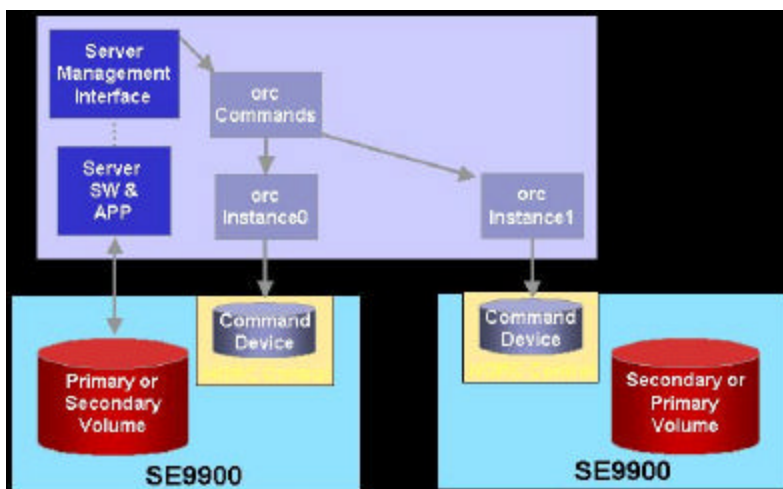 Server
Management
Interface
orc
Commands
Server
SW &
APP
orc
Instance0
orc
Instance1
Command
Device
Command
Device
Primary or
Secondary
Volume
Secondary or
Primary
Volume
SE9900
SE9900